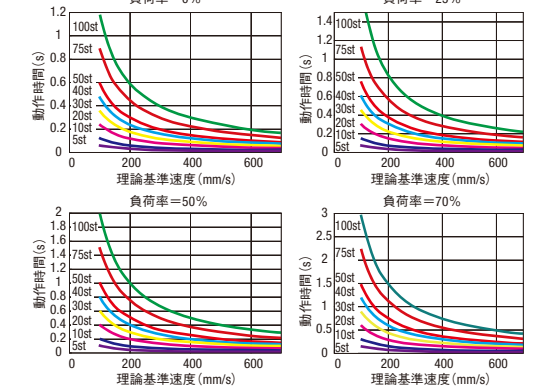 1.2
1
0.8
0.6
0.4
0.2
0
100st
75st
50st
40st
30st
20st
10st
5st
0 200 400 600
動作時間(s)
理論基準速度(mm/s)
1.4
1.2
1
0.8
0.6
0.4
0.2
0
100st
75st
50st
40st
30st
20st
10st
5st
0 200 400 600
動作時間(s)
理論基準速度(mm/s)
負荷率=50%
2
1.8
1.6
1.4
1.2
1
0.8
0.6
0.4
0.2
0
100st
75st
50st
40st
30st
20st
10st
5st
0 200 400 600
動作時間(s)
理論基準速度(mm/s)
負荷率=70%
3
2.5
2
1.5
1
0.5
0
100st
75st
50st
40st
30st
20st
10st
5st
0 200 400 600
動作時間(s)
理論基準速度(mm/s)